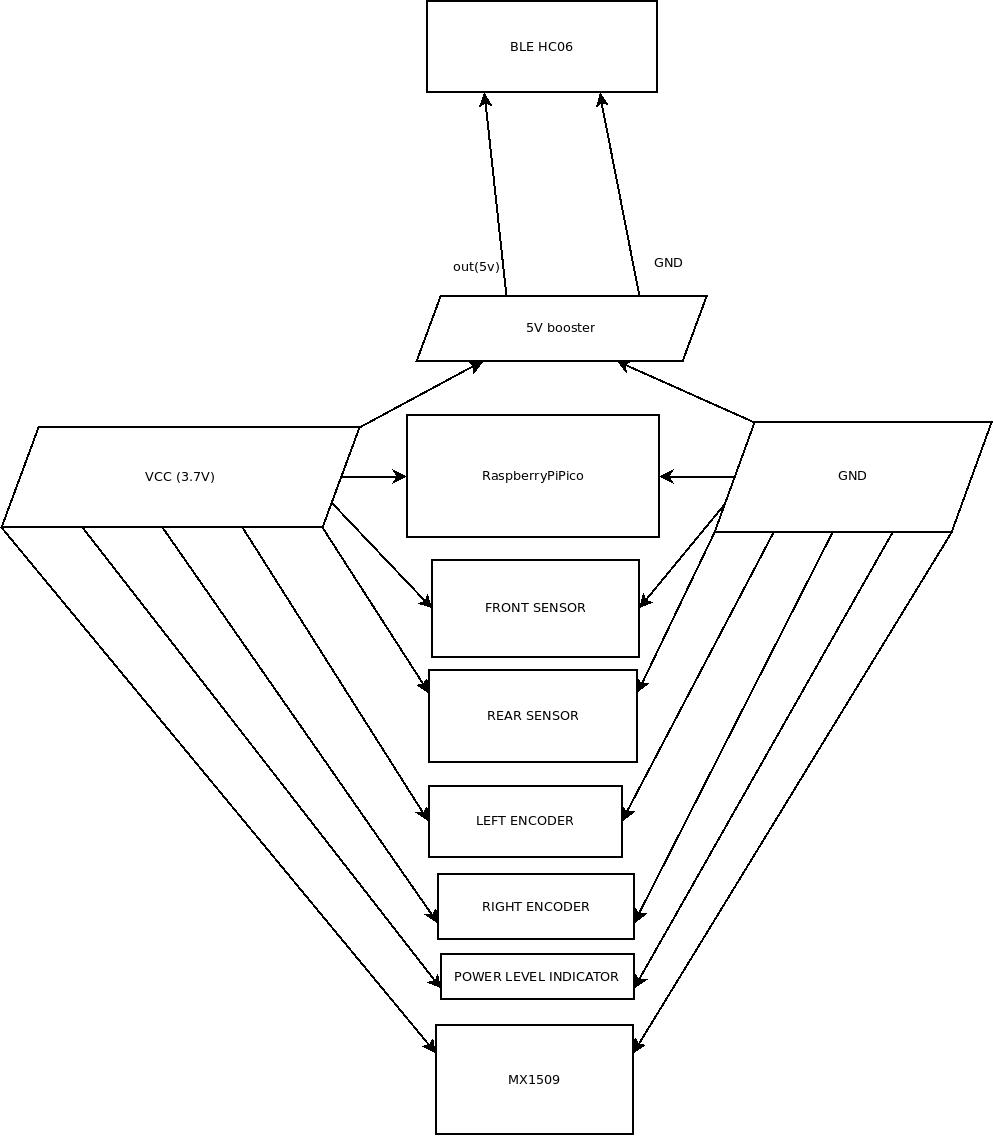 BLE HC06
out(5v)
GND
5V booster
VCC (3.7V)
RaspberryPiPico
GND
FRONT SENSOR
REAR SENSOR
LEFT ENCODER
RIGHT ENCODER
POWER LEVEL INDICATOR
MX1509